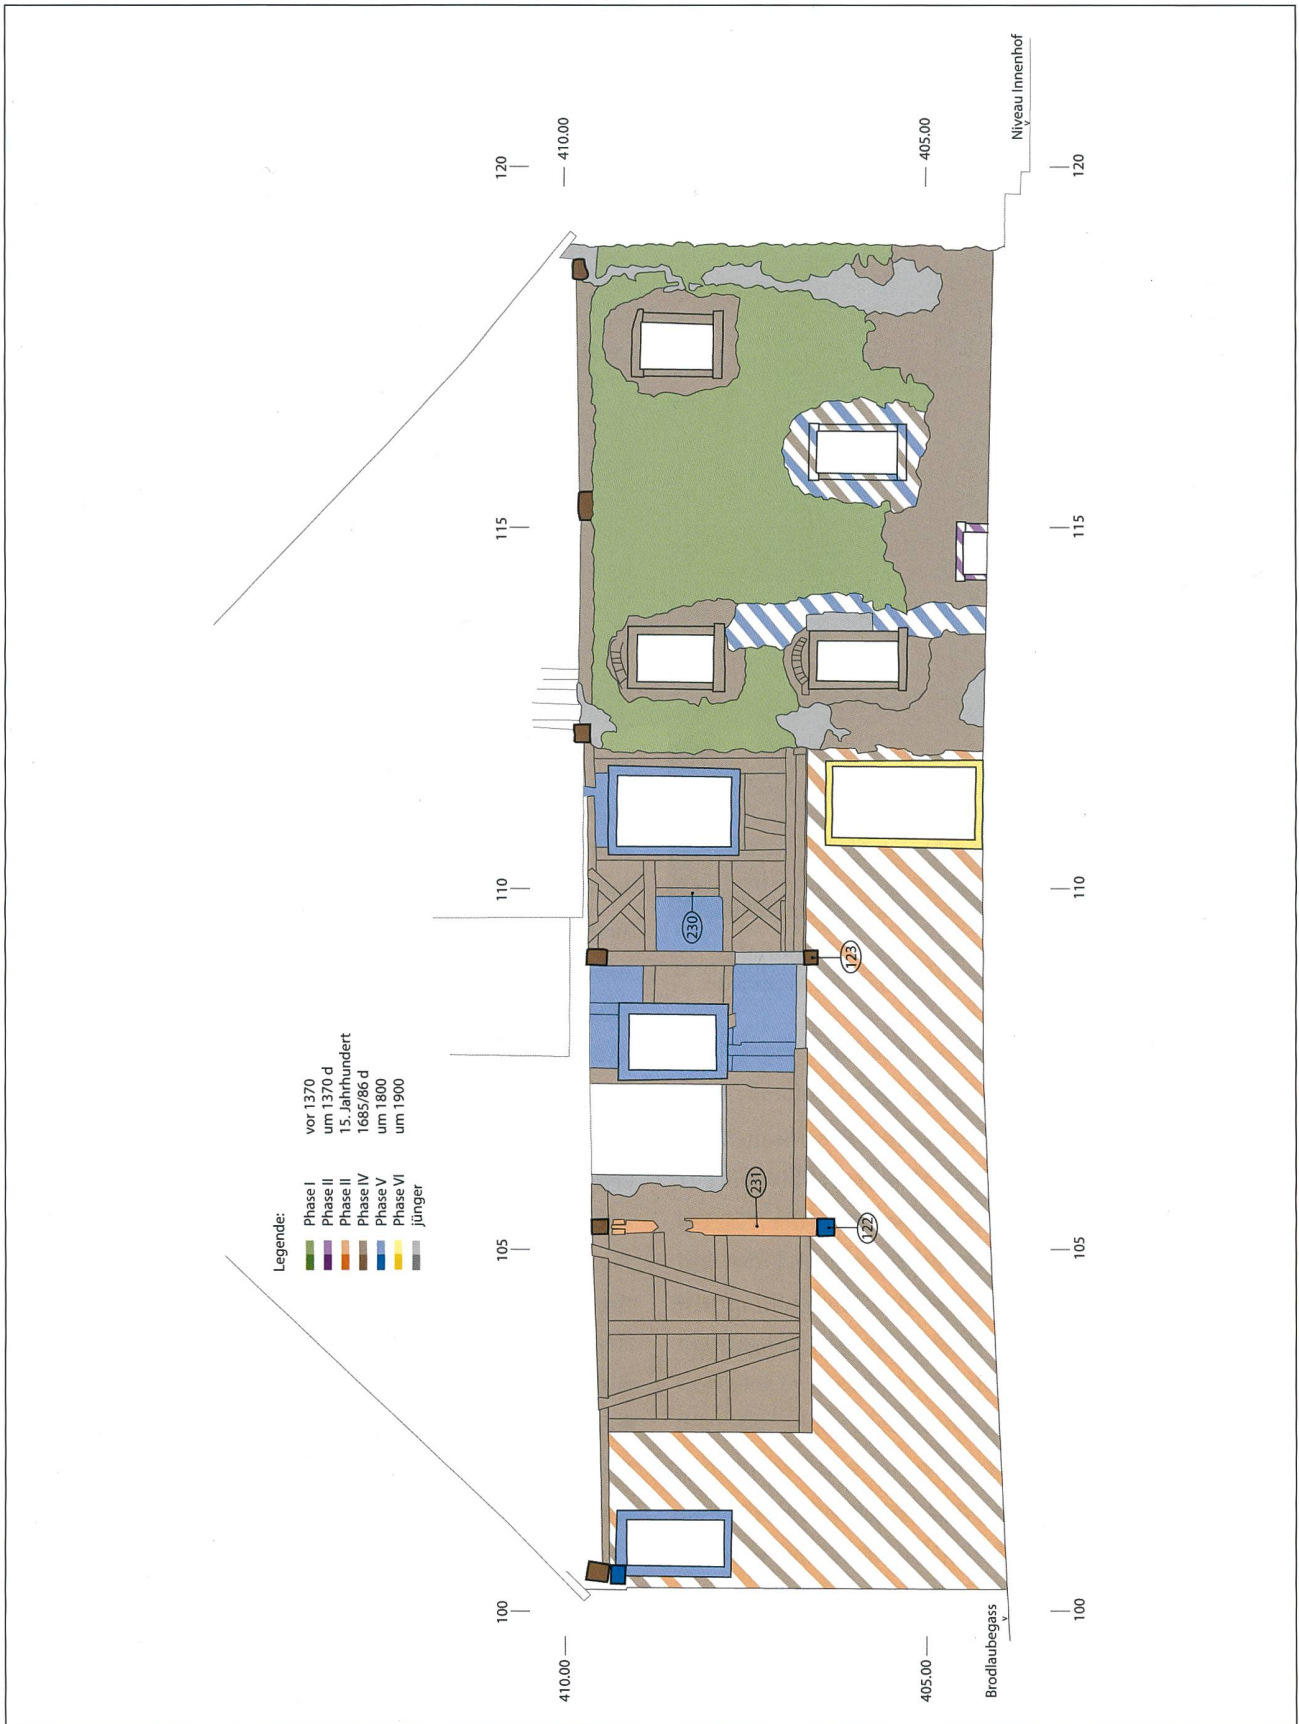 Legende:
Phase I vor 1370
Phase II um 1370 d
Phase II 15. Jahrhundert
Phase IV 1685/86 d
Phase V um 1800
Phase VI um 1900
jünger
410.00
405.00
100
105
110
115
120
410.00
405.00
100
105
110
115
120
230
123
231
122
Brodlaubegass
Niveau Innenhof